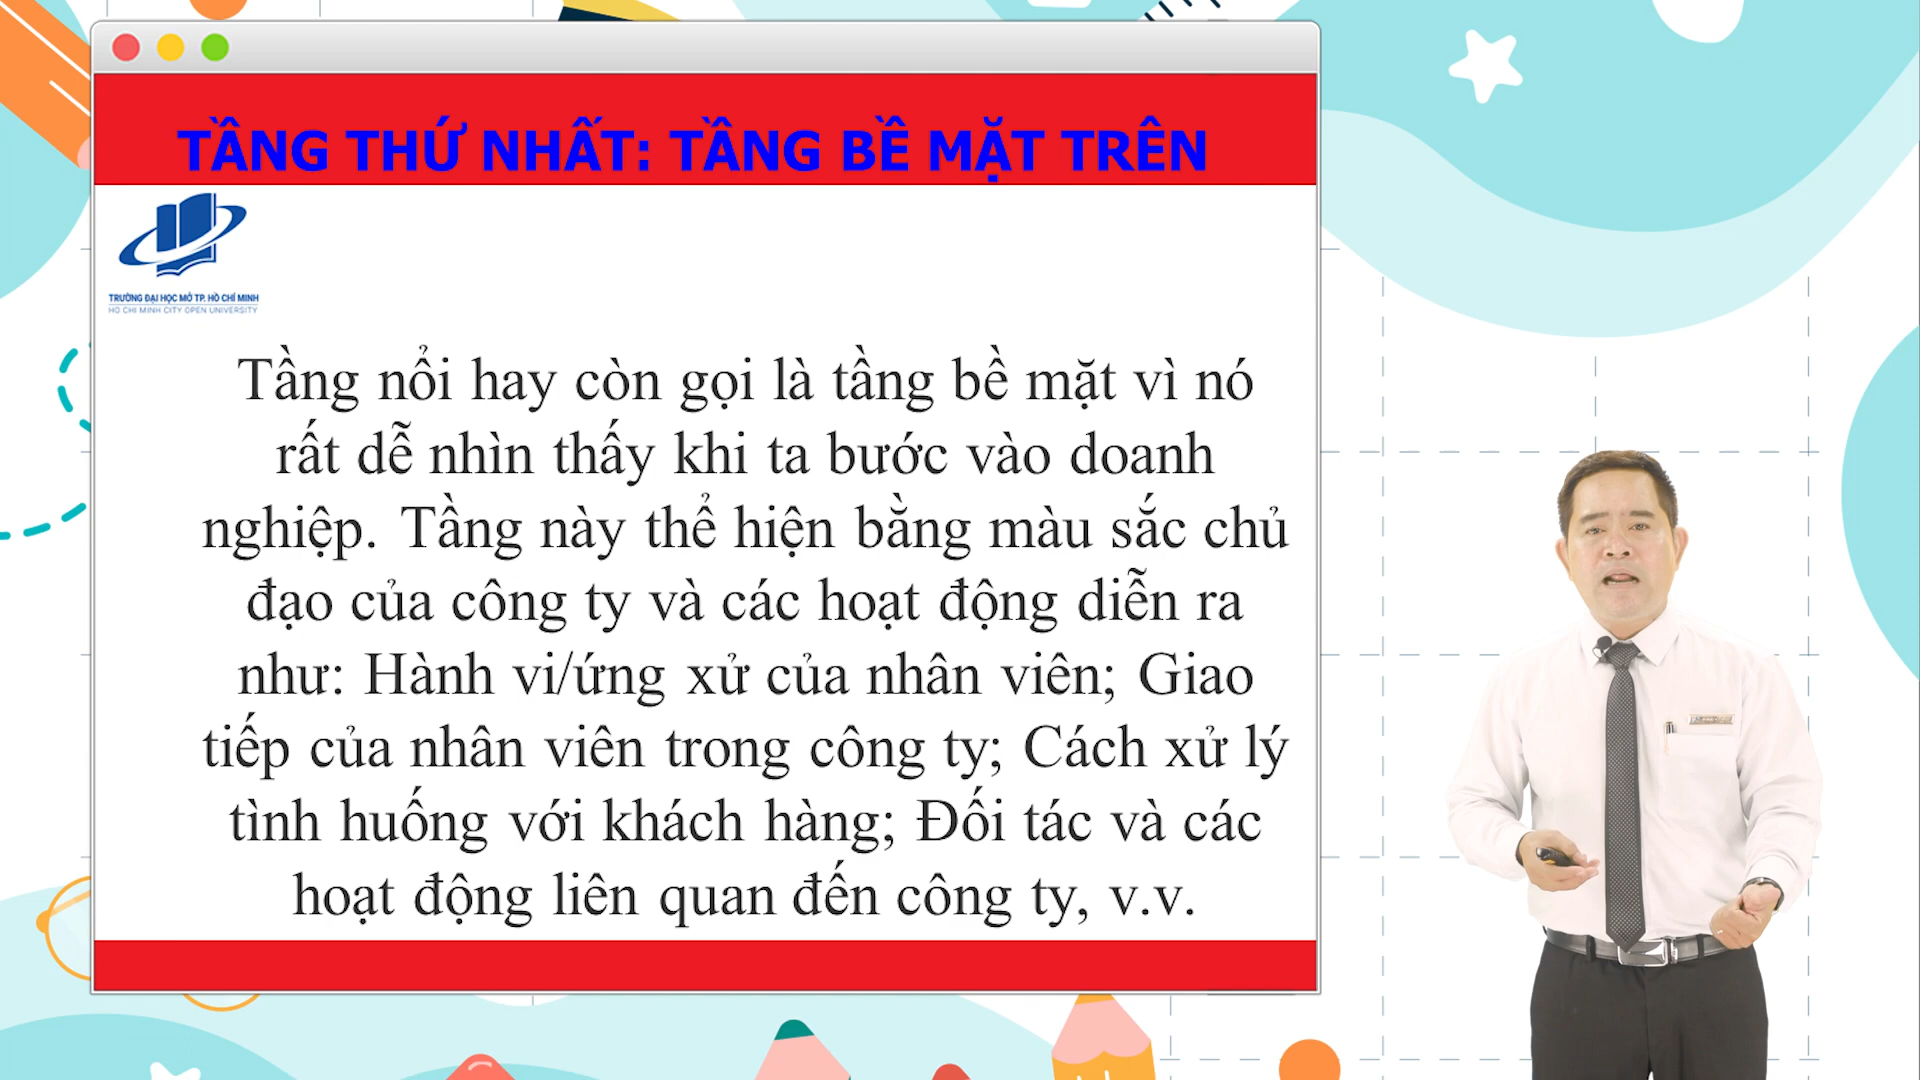 TẦNG THỨ NHẤT: TẦNG BỀ MẶT TRÊN
TRƯỜNG ĐẠI HỌC MỞ TP. HỒ CHÍ MINH
HO CHI MINH CITY OPEN UNIVERSITY
Tầng nổi hay còn gọi là tầng bề mặt vì nó
rất dễ nhìn thấy khi ta bước vào doanh
nghiệp. Tầng này thể hiện bằng màu sắc chủ
đạo của công ty và các hoạt động diễn ra
như: Hành vi/ứng xử của nhân viên; Giao
tiếp của nhân viên trong công ty; Cách xử lý
tình huống với khách hàng; Đối tác và các
hoạt động liên quan đến công ty, v.v.